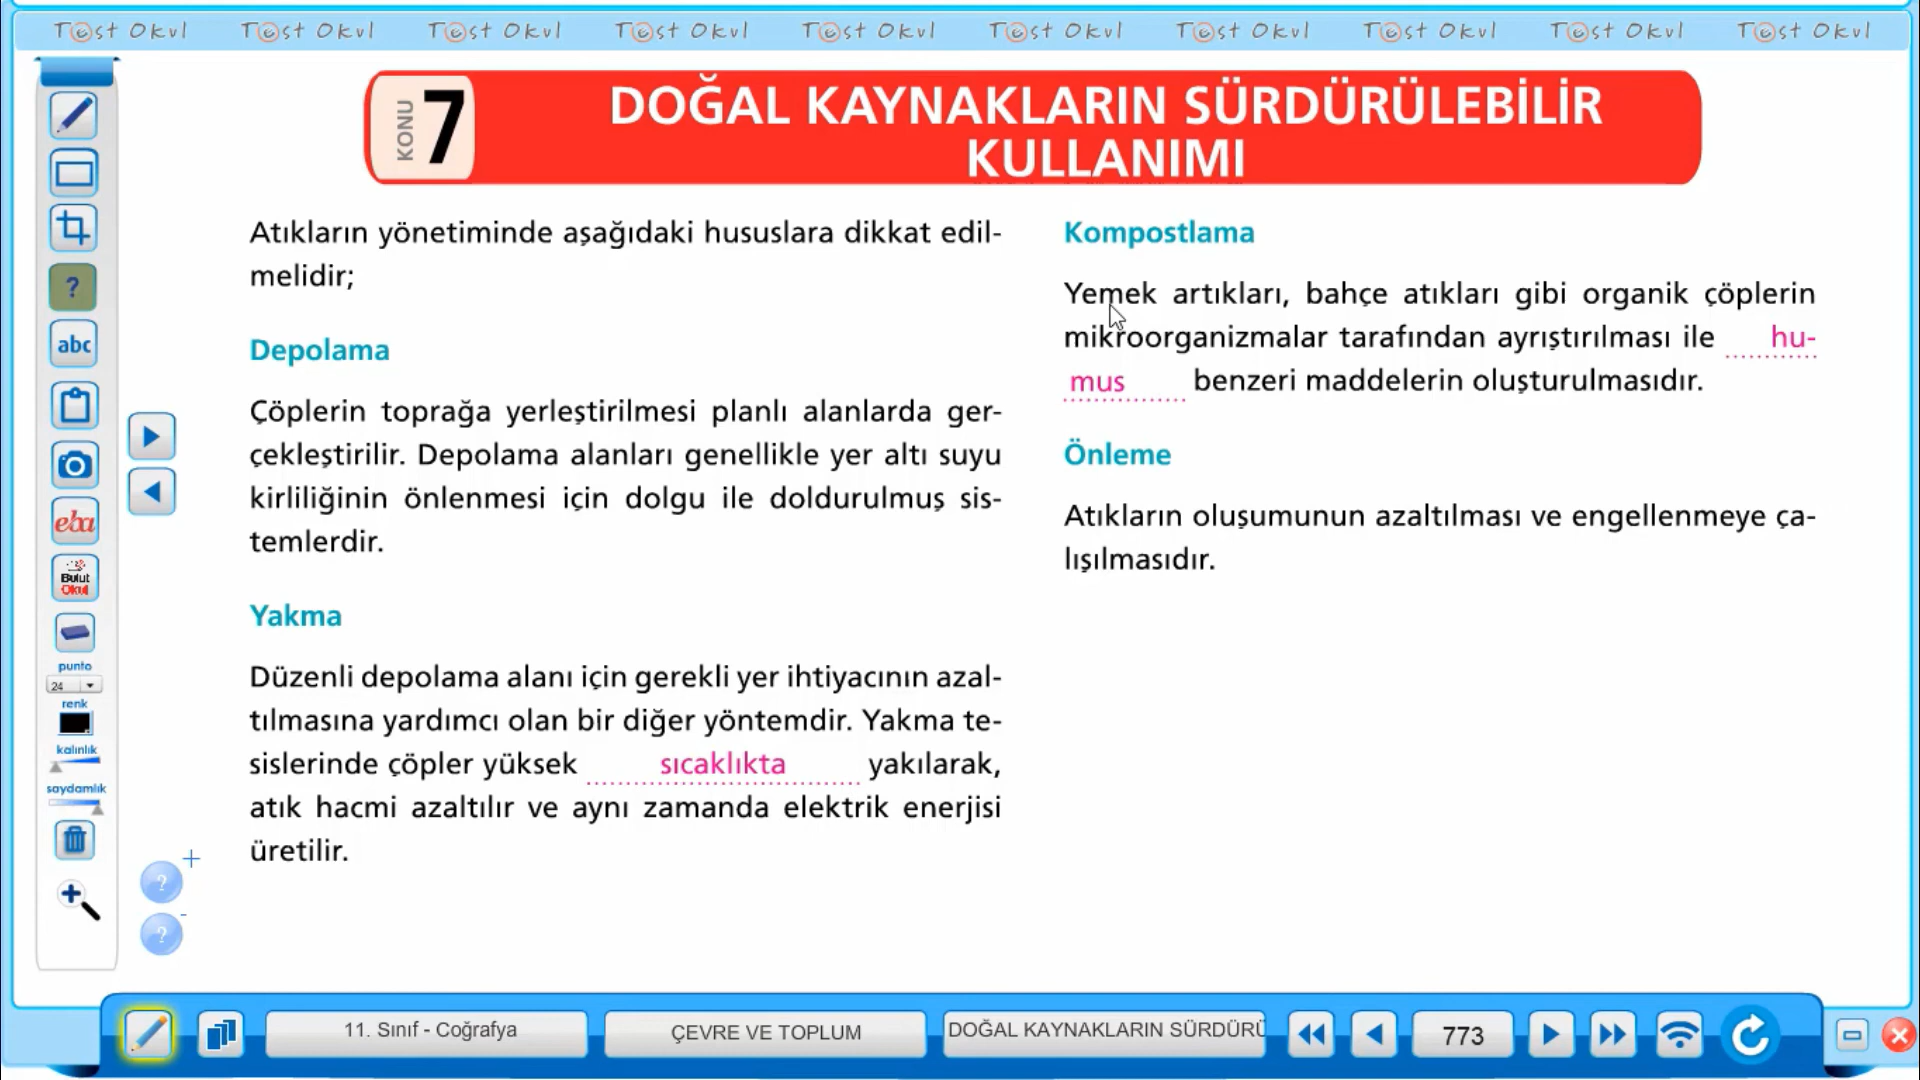 Test Okul Test Okul Test Okul Test Okul Test Okul Test Okul Test Okul Test Okul Test Okul Test Okul
KONU 7
DOĞAL KAYNAKLARIN SÜRDÜRÜLEBİLİR
KULLANIMI
Atıkların yönetiminde aşağıdaki hususlara dikkat edil-
melidir;
Depolama
Çöplerin toprağa yerleştirilmesi planlı alanlarda ger-
çekleştirilir. Depolama alanları genellikle yer altı suyu
kirliliğinin önlenmesi için dolgu ile doldurulmuş sis-
temlerdir.
Yakma
Düzenli depolama alanı için gerekli yer ihtiyacının azal-
tılmasına yardımcı olan bir diğer yöntemdir. Yakma te-
sislerinde çöpler yüksek sıcaklıkta yakılarak,
atık hacmi azaltılır ve aynı zamanda elektrik enerjisi
üretilir.
Kompostlama
Yemek artıkları, bahçe atıkları gibi organik çöplerin
mikroorganizmalar tarafından ayrıştırılması ile hu-
mus benzeri maddelerin oluşturulmasıdır.
Önleme
Atıkların oluşumunun azaltılması ve engellenmeye ça-
lışılmasıdır.
?
abc
eba
Bulut
Okul
punto
24
renk
kalınlık
saydamlık
? +
? -
11. Sınıf - Coğrafya
ÇEVRE VE TOPLUM
DOĞAL KAYNAKLARIN SÜRDÜRÜ
773